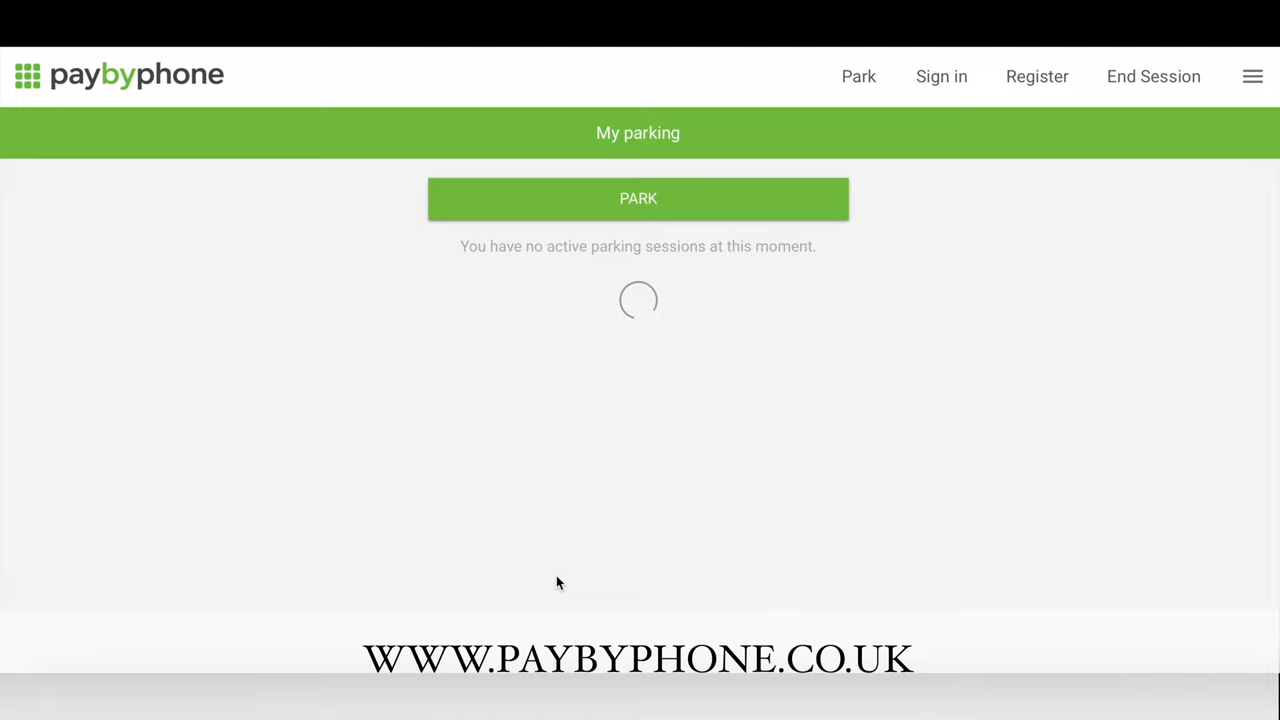 paybyphone Park Sign in Register End Session
My parking
PARK
You have no active parking sessions at this moment.
WWW.PAYBYPHONE.CO.UK